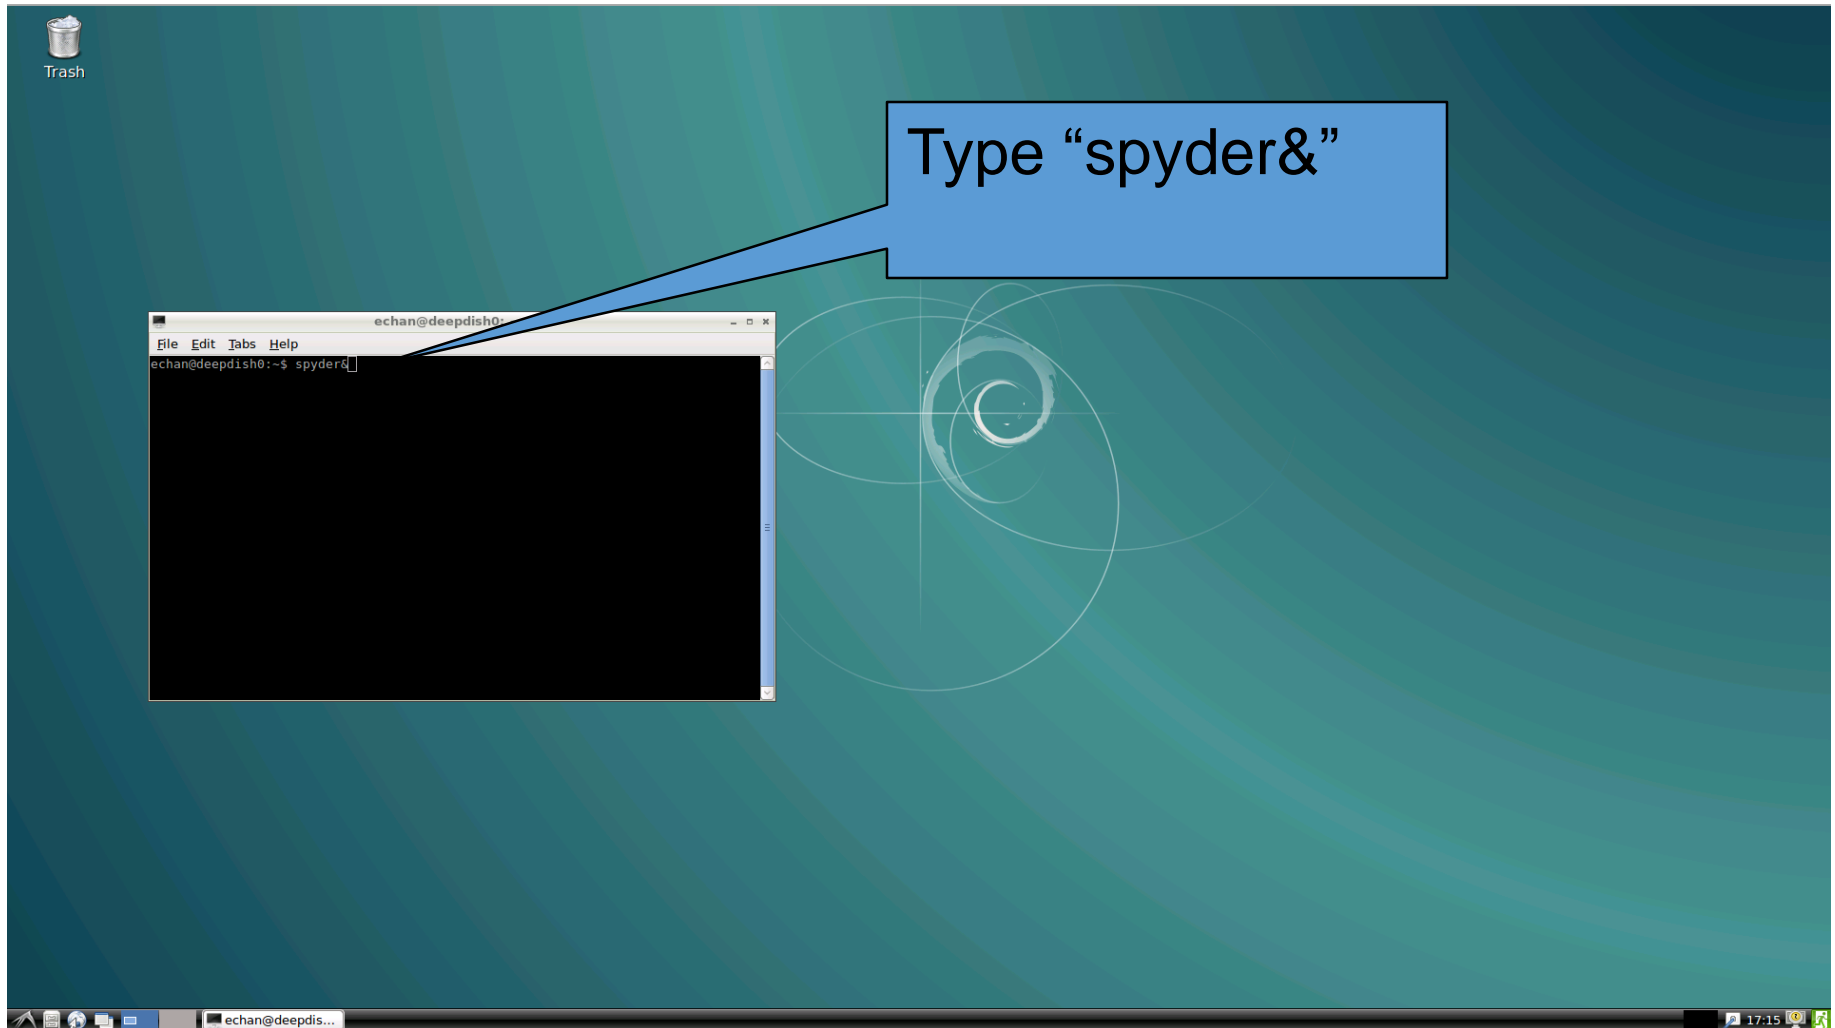 Trash
Type “spyder&”
echan@deepdish0:
File Edit Tabs Help
echan@deepdish0:~$ spyder&
echan@deepdis...
17:15